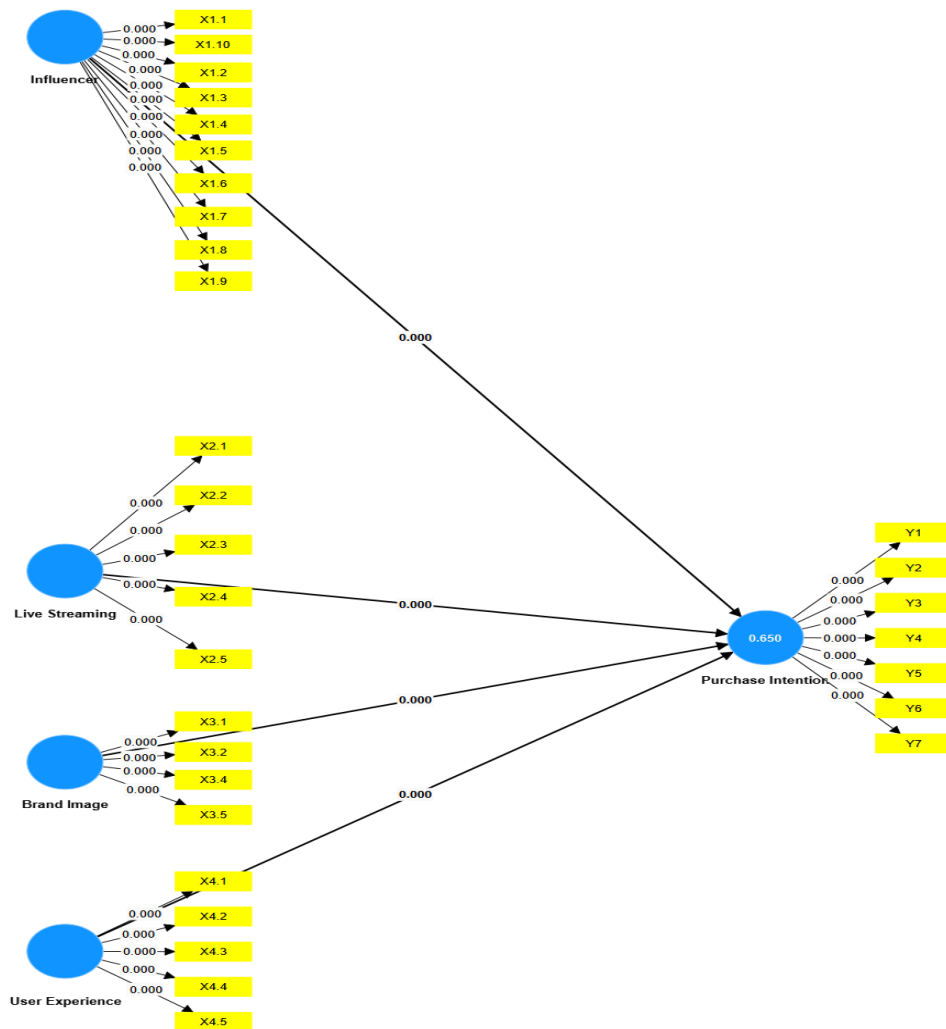 X1.1
0.000
X1.10
0.000
X1.2
0.000
X1.3
0.000
X1.4
0.000
X1.5
0.000
X1.6
0.000
X1.7
0.000
X1.8
0.000
X1.9
0.000
Influencer
0.000
X2.1
0.000
X2.2
0.000
X2.3
0.000
X2.4
0.000
X2.5
0.000
Live Streaming
0.000
X3.1
0.000
X3.2
0.000
X3.4
0.000
X3.5
0.000
Brand Image
0.000
X4.1
0.000
X4.2
0.000
X4.3
0.000
X4.4
0.000
X4.5
0.000
User Experience
0.000
0.650
Purchase Intention
Y1
0.000
Y2
0.000
Y3
0.000
Y4
0.000
Y5
0.000
Y6
0.000
Y7
0.000